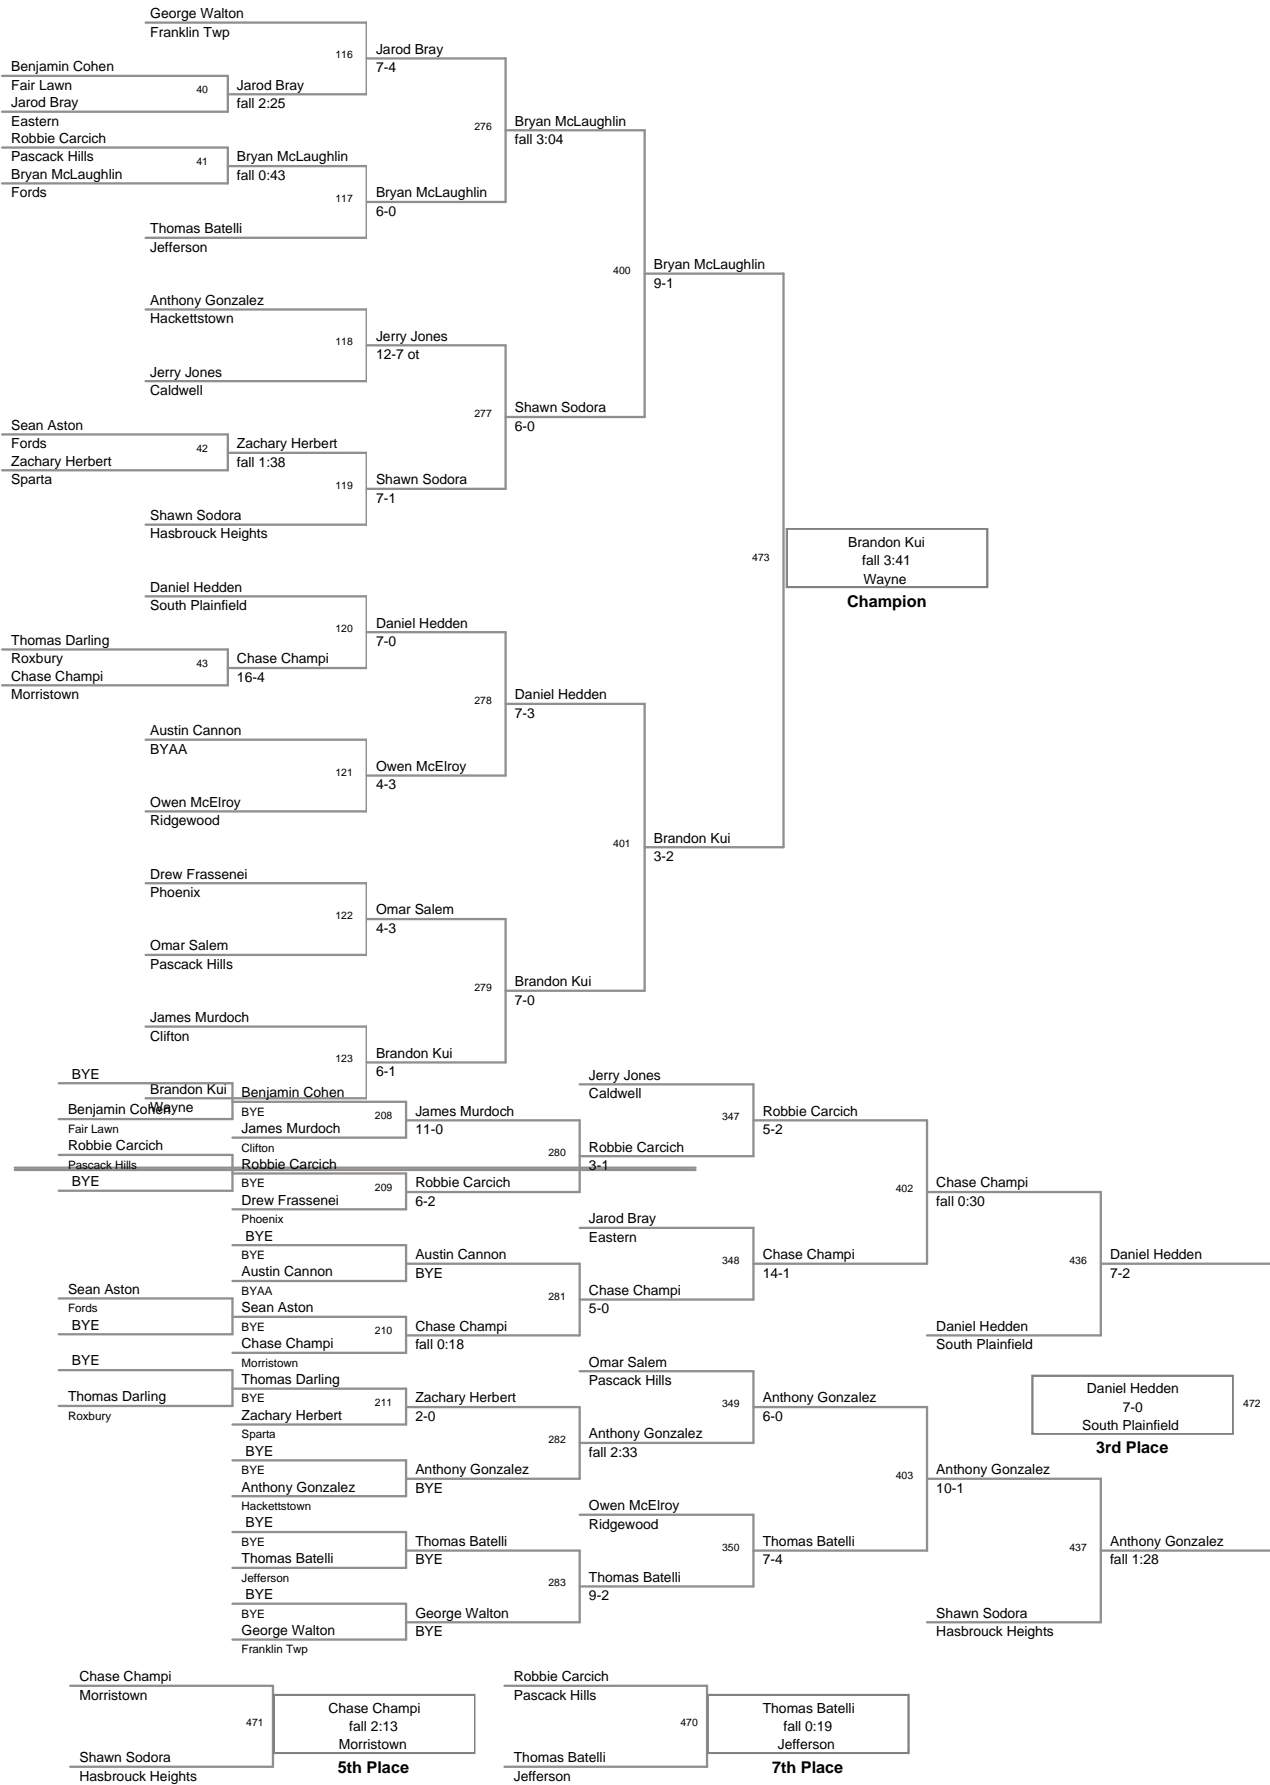 George Walton
Franklin Twp
116
Jarod Bray
7-4
Benjamin Cohen
Fair Lawn
40
Jarod Bray
fall 2:25
Jarod Bray
Eastern
276
Bryan McLaughlin
fall 3:04
Robbie Carcich
Pascack Hills
41
Bryan McLaughlin
fall 0:43
Bryan McLaughlin
Fords
117
Bryan McLaughlin
6-0
Thomas Batelli
Jefferson
400
Bryan McLaughlin
9-1
Anthony Gonzalez
Hackettstown
118
Jerry Jones
12-7 ot
Jerry Jones
Caldwell
277
Shawn Sodora
6-0
Sean Aston
Fords
42
Zachary Herbert
fall 1:38
Zachary Herbert
Sparta
119
Shawn Sodora
7-1
Shawn Sodora
Hasbrouck Heights
473
Brandon Kui
fall 3:41
Wayne
Champion
Daniel Hedden
South Plainfield
120
Daniel Hedden
7-0
Thomas Darling
Roxbury
43
Chase Champi
16-4
Chase Champi
Morristown
278
Daniel Hedden
7-3
Austin Cannon
BYAA
121
Owen McElroy
4-3
Owen McElroy
Ridgewood
401
Brandon Kui
3-2
Drew Frassenei
Phoenix
122
Omar Salem
4-3
Omar Salem
Pascack Hills
279
Brandon Kui
7-0
James Murdoch
Clifton
123
Brandon Kui
6-1
Brandon Kui
Wayne
BYE
Benjamin Cohen
Fair Lawn
Benjamin Cohen
BYE
208
James Murdoch
11-0
James Murdoch
Clifton
Robbie Carcich
Pascack Hills
BYE
Robbie Carcich
BYE
209
Robbie Carcich
6-2
Drew Frassenei
Phoenix
280
Robbie Carcich
3-1
Jerry Jones
Caldwell
347
Robbie Carcich
5-2
BYE
BYE
Austin Cannon
BYAA
Austin Cannon
BYE
Sean Aston
Fords
BYE
Sean Aston
BYE
210
Chase Champi
fall 0:18
Chase Champi
Morristown
281
Chase Champi
5-0
Jarod Bray
Eastern
348
Chase Champi
14-1
402
Chase Champi
fall 0:30
436
Daniel Hedden
7-2
Daniel Hedden
South Plainfield
BYE
Thomas Darling
Roxbury
Thomas Darling
BYE
211
Zachary Herbert
2-0
Zachary Herbert
Sparta
BYE
BYE
Anthony Gonzalez
Hackettstown
Anthony Gonzalez
BYE
282
Anthony Gonzalez
fall 2:33
Omar Salem
Pascack Hills
349
Anthony Gonzalez
6-0
Daniel Hedden
7-0
South Plainfield
472
3rd Place
BYE
BYE
Thomas Batelli
Jefferson
Thomas Batelli
BYE
BYE
BYE
George Walton
Franklin Twp
George Walton
BYE
283
Thomas Batelli
9-2
Owen McElroy
Ridgewood
350
Thomas Batelli
7-4
403
Anthony Gonzalez
10-1
437
Anthony Gonzalez
fall 1:28
Shawn Sodora
Hasbrouck Heights
Chase Champi
Morristown
471
Chase Champi
fall 2:13
Morristown
5th Place
Shawn Sodora
Hasbrouck Heights
Robbie Carcich
Pascack Hills
470
Thomas Batelli
fall 0:19
Jefferson
7th Place
Thomas Batelli
Jefferson